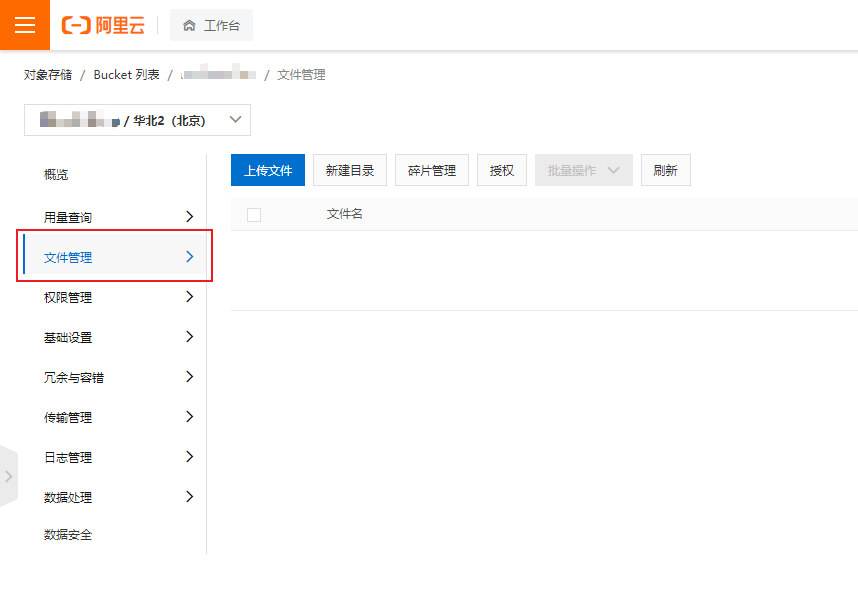 阿里云 工作台
对象存储 / Bucket 列表 / / 文件管理
/ 华北2（北京）
概览
用量查询
文件管理
权限管理
基础设置
冗余与容错
传输管理
日志管理
数据处理
数据安全
上传文件 新建目录 碎片管理 授权 批量操作 刷新
文件名